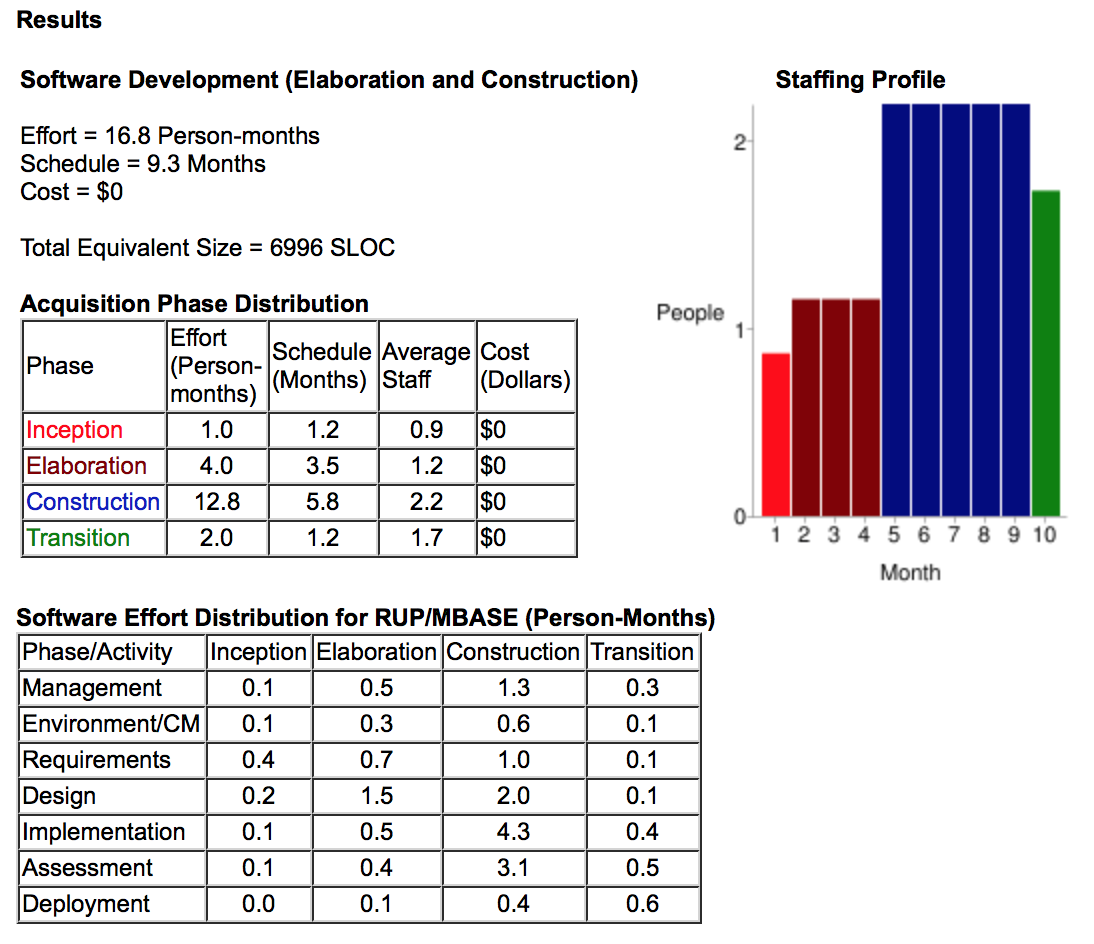 Results
Software Development (Elaboration and Construction)
Effort = 16.8 Person-months
Schedule = 9.3 Months
Cost = $0
Total Equivalent Size = 6996 SLOC
Acquisition Phase Distribution
Phase Effort (Person-months) Schedule (Months) Average Staff Cost (Dollars)
Inception 1.0 1.2 0.9 $0
Elaboration 4.0 3.5 1.2 $0
Construction 12.8 5.8 2.2 $0
Transition 2.0 1.2 1.7 $0
Staffing Profile
2
People
1
0
1 2 3 4 5 6 7 8 9 10
Month
Software Effort Distribution for RUP/MBASE (Person-Months)
Phase/Activity Inception Elaboration Construction Transition
Management 0.1 0.5 1.3 0.3
Environment/CM 0.1 0.3 0.6 0.1
Requirements 0.4 0.7 1.0 0.1
Design 0.2 1.5 2.0 0.1
Implementation 0.1 0.5 4.3 0.4
Assessment 0.1 0.4 3.1 0.5
Deployment 0.0 0.1 0.4 0.6